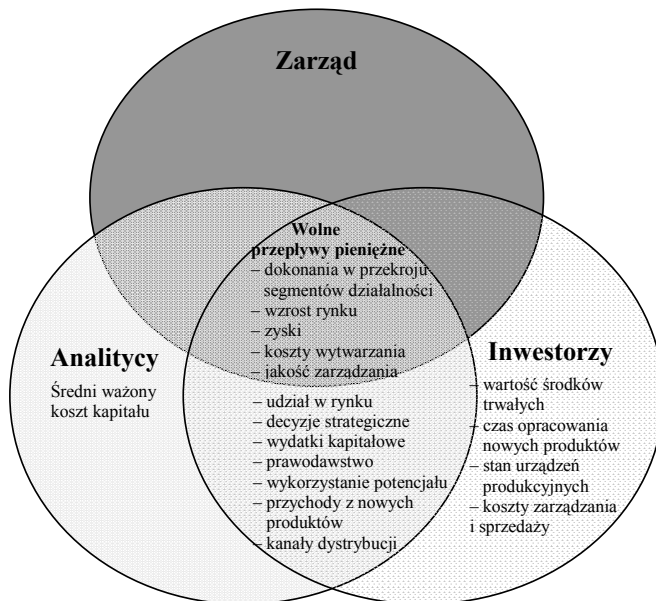 Zarząd
Wolne
przepływy pieniężne
– dokonania w przekroju
segmentów działalności
– wzrost rynku
– zyski
– koszty wytwarzania
– jakość zarządzania
– udział w rynku
– decyzje strategiczne
– wydatki kapitałowe
– prawodawstwo
– wykorzystanie potencjału
– przychody z nowych
produktów
– kanały dystrybucji
Analitycy
Średni ważony
koszt kapitału
Inwestorzy
– wartość środków
trwałych
– czas opracowania
nowych produktów
– stan urządzeń
produkcyjnych
– koszty zarządzania
i sprzedaży